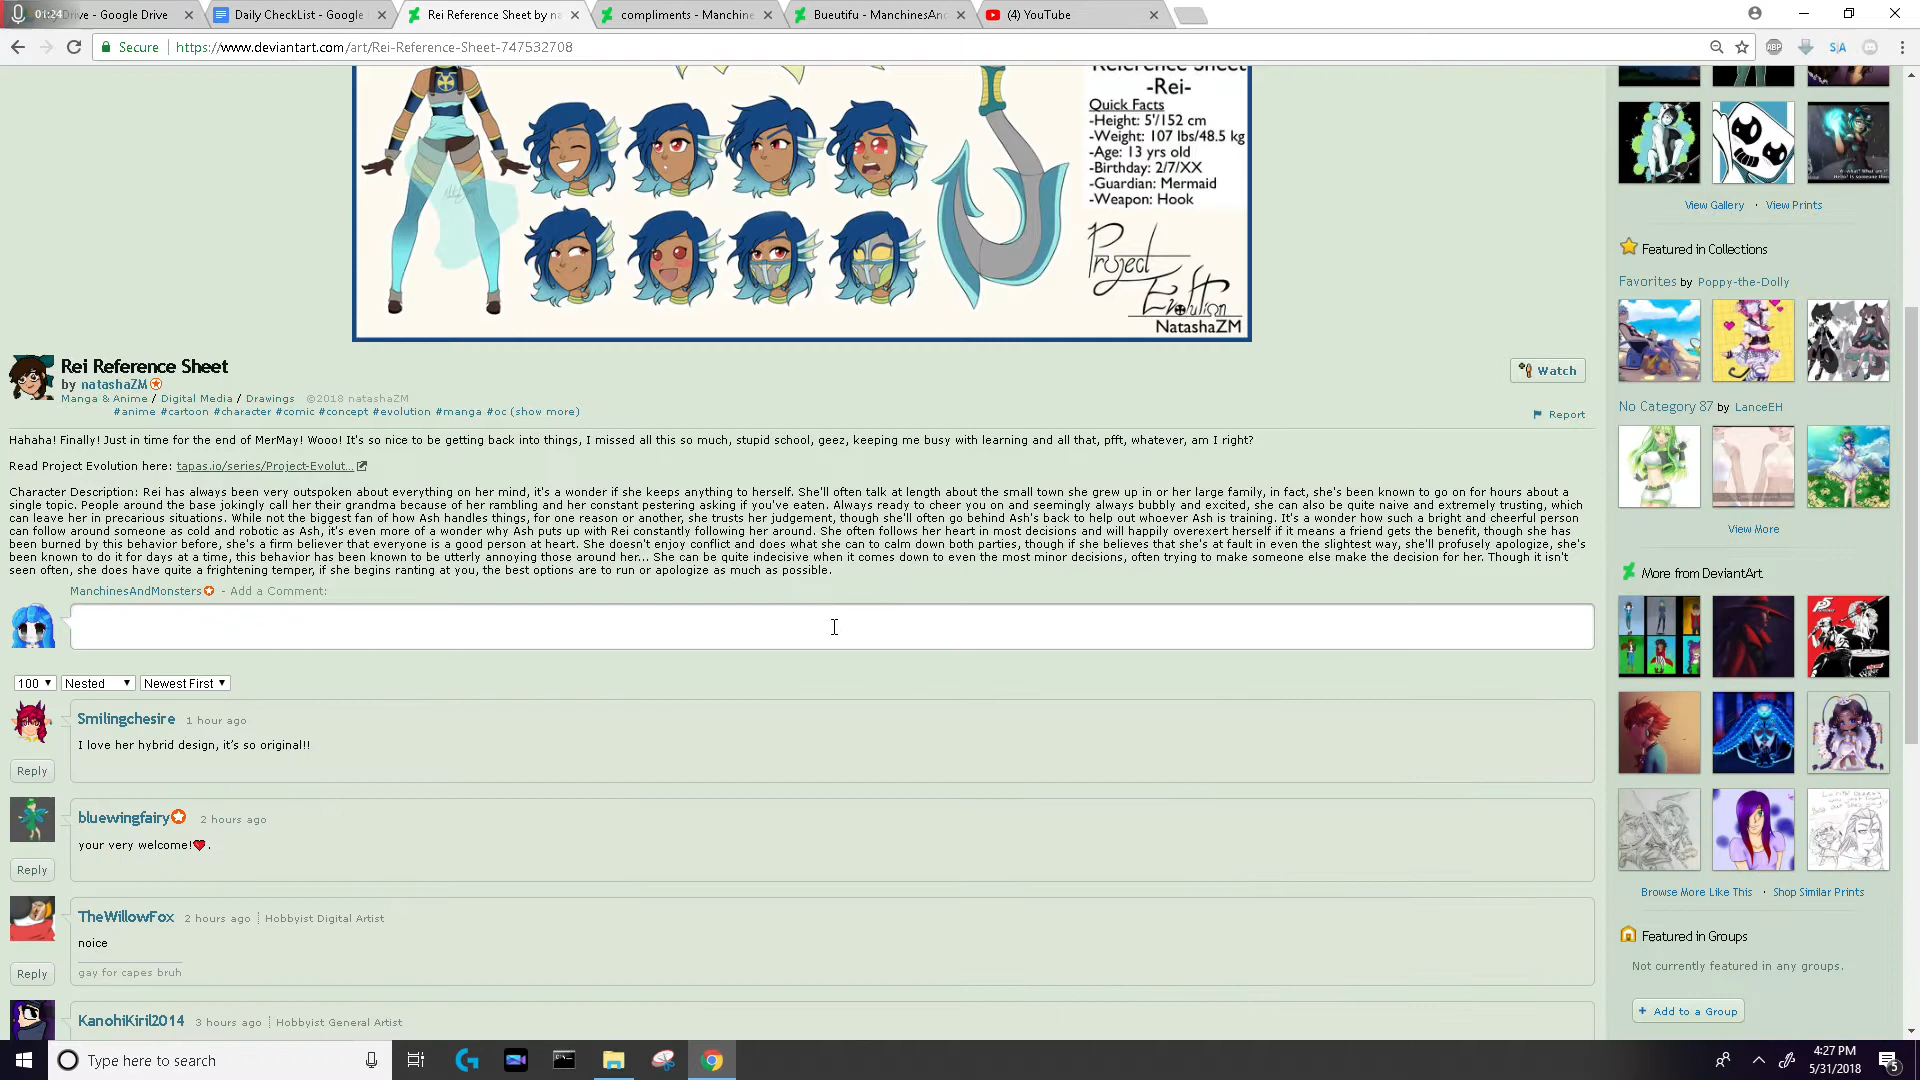 01:24
Drive - Google Drive
Daily CheckList - Google
Rei Reference Sheet by na
compliments - Manchine
Bueutifu - ManchinesAnd
(4) YouTube
Secure
https://www.deviantart.com/art/Rei-Reference-Sheet-747532708
ABP
S|A
Reference Sheet
-Rei-
Quick Facts
-Height: 5'/152 cm
-Weight: 107 lbs/48.5 kg
-Age: 13 yrs old
-Birthday: 2/7/XX
-Guardian: Mermaid
-Weapon: Hook
Project
Evolution
NatashaZM
View Gallery · View Prints
Featured in Collections
Favorites by Poppy-the-Dolly
No Category 87 by LanceEH
View More
More from DeviantArt
Browse More Like This · Shop Similar Prints
Featured in Groups
Not currently featured in any groups.
+ Add to a Group
Rei Reference Sheet
by natashaZM
Manga & Anime / Digital Media / Drawings ©2018 natashaZM
#anime #cartoon #character #comic #concept #evolution #manga #oc (show more)
Watch
Report
Hahaha! Finally! Just in time for the end of MerMay! Wooo! It's so nice to be getting back into things, I missed all this so much, stupid school, geez, keeping me busy with learning and all that, pfft, whatever, am I right?
Read Project Evolution here: tapas.io/series/Project-Evolut...
Character Description: Rei has always been very outspoken about everything on her mind, it's a wonder if she keeps anything to herself. She'll often talk at length about the small town she grew up in or her large family, in fact, she's been known to go on for hours about a
single topic. People around the base jokingly call her their grandma because of her rambling and her constant pestering asking if you've eaten. Always ready to cheer you on and seemingly always bubbly and excited, she can also be quite naive and extremely trusting, which
can leave her in precarious situations. While not the biggest fan of how Ash handles things, for one reason or another, she trusts her judgement, though she'll often go behind Ash's back to help out whoever Ash is training. It's a wonder how such a bright and cheerful person
can follow around someone as cold and robotic as Ash, it's even more of a wonder why Ash puts up with Rei constantly following her around. She often follows her heart in most decisions and will happily overexert herself if it means a friend gets the benefit, though she has
been burned by this behavior before, she's a firm believer that everyone is a good person at heart. She doesn't enjoy conflict and does what she can to calm down both parties, though if she believes that she's at fault in even the slightest way, she'll profusely apologize, she's
been known to do it for days at a time, this behavior has been known to be utterly annoying those around her... She can be quite indecisive when it comes down to even the most minor decisions, often trying to make someone else make the decision for her. Though it isn't
seen often, she does have quite a frightening temper, if she begins ranting at you, the best options are to run or apologize as much as possible.
ManchinesAndMonsters - Add a Comment:
100 Nested Newest First
Smilingchesire 1 hour ago
I love her hybrid design, it's so original!!
Reply
bluewingfairy 2 hours ago
your very welcome!❤.
Reply
TheWillowFox 2 hours ago Hobbyist Digital Artist
noice
gay for capes bruh
Reply
KanohiKiril2014 3 hours ago Hobbyist General Artist
Type here to search
4:27 PM
5/31/2018
5